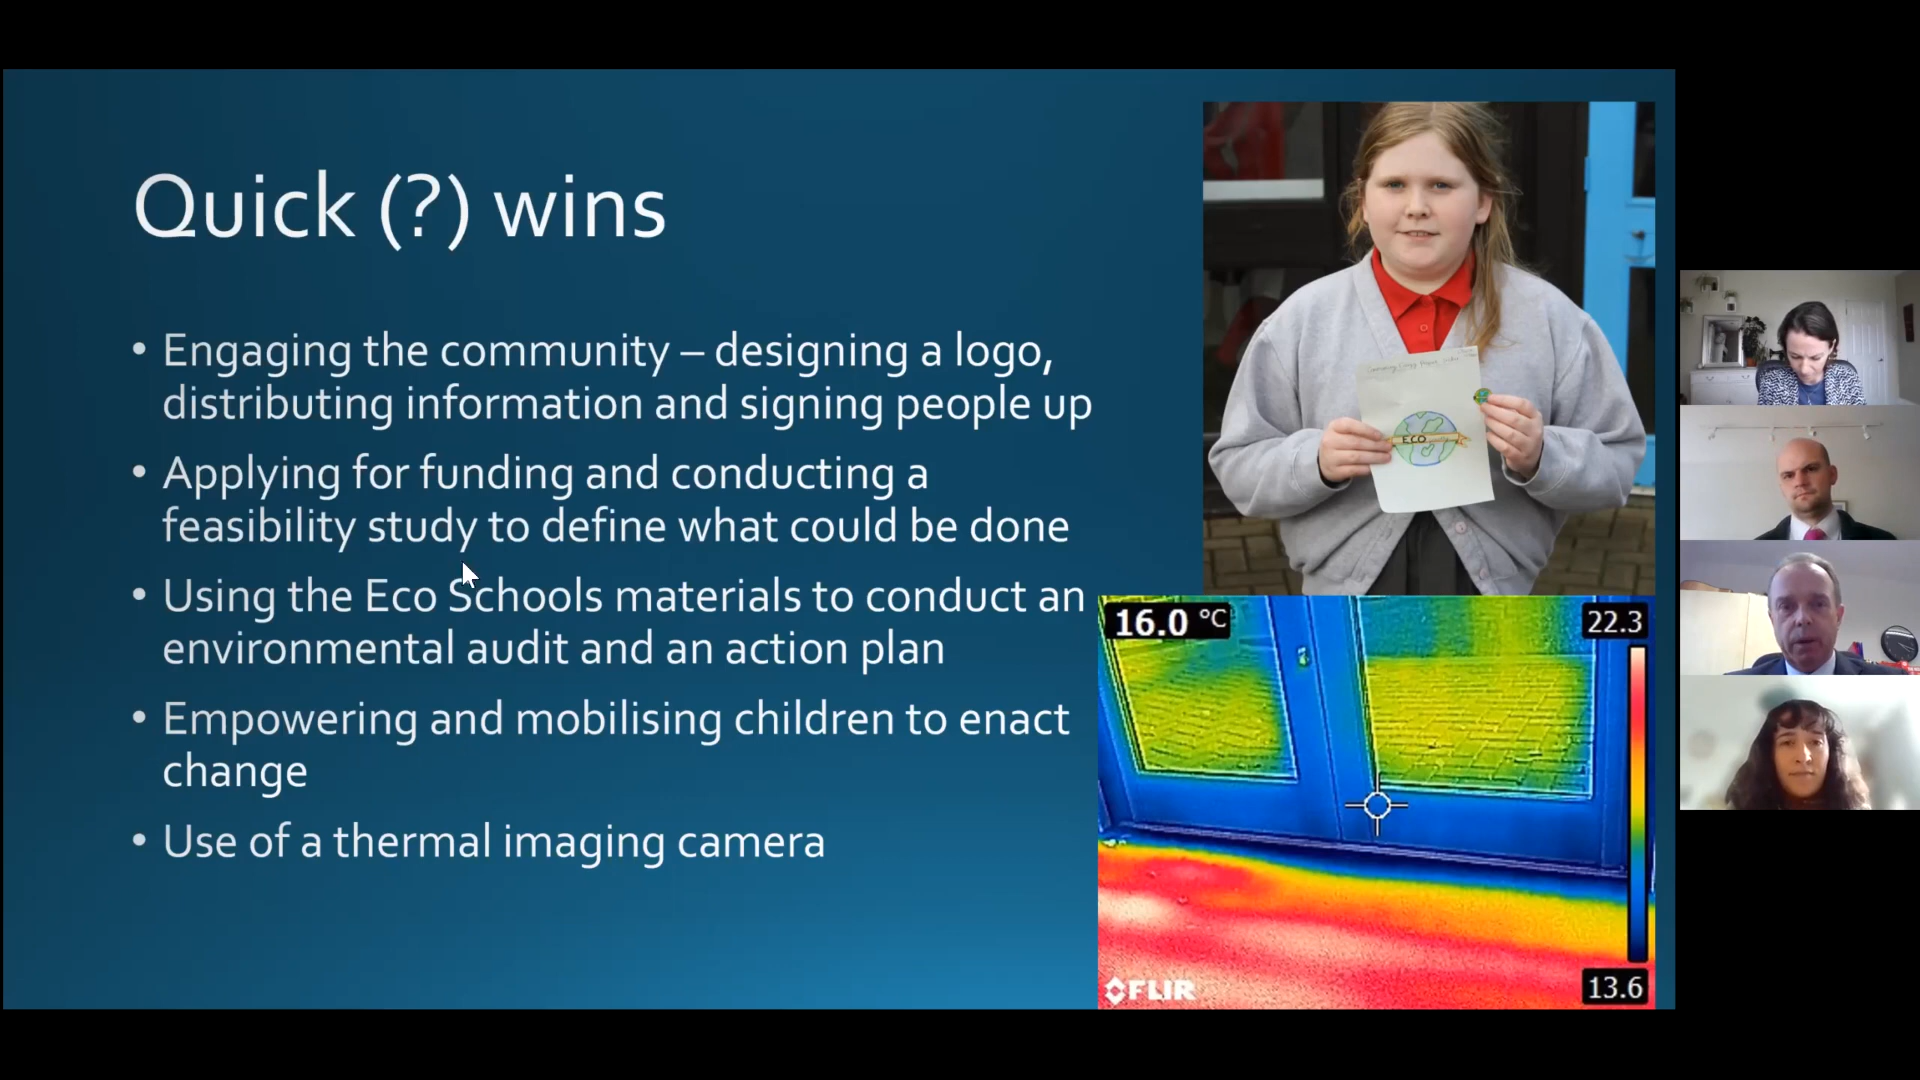 Quick (?) wins
• Engaging the community – designing a logo,
distributing information and signing people up
• Applying for funding and conducting a
feasibility study to define what could be done
• Using the Eco Schools materials to conduct an
environmental audit and an action plan
• Empowering and mobilising children to enact
change
• Use of a thermal imaging camera
ECO
16.0 °C
22.3
FLIR
13.6